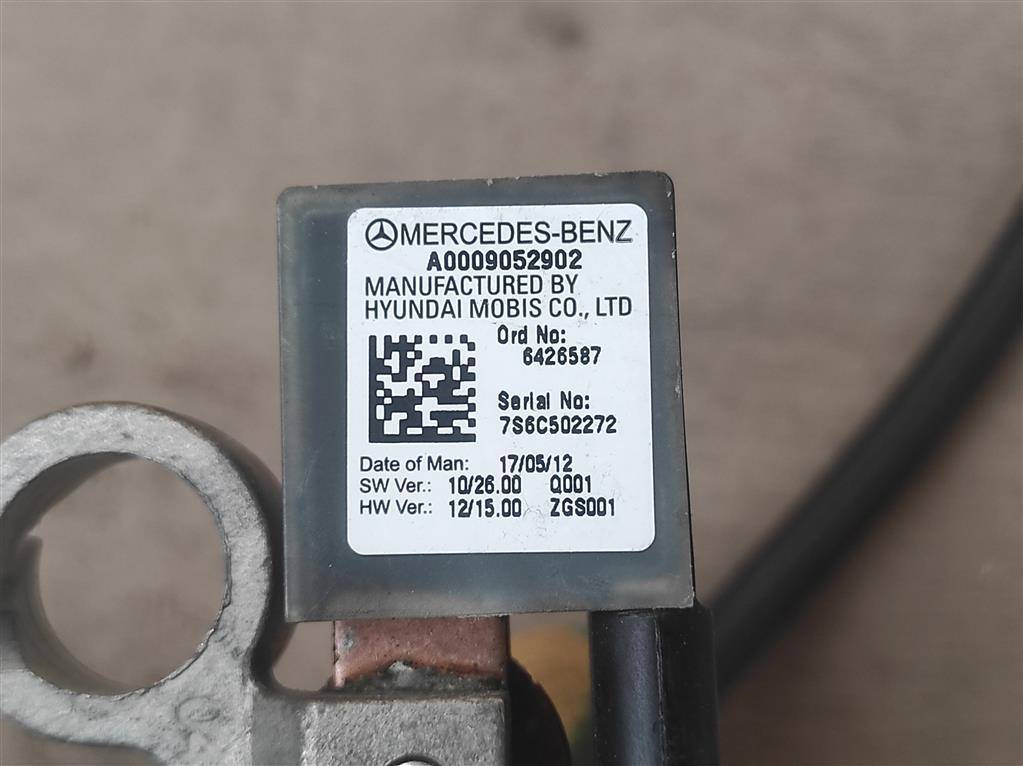 MERCEDES-BENZ
A0009052902
MANUFACTURED BY
HYUNDAI MOBIS CO., LTD
Ord No:
6426587
Serial No:
7S6C502272
Date of Man: 17/05/12
SW Ver.: 10/26.00 Q001
HW Ver.: 12/15.00 ZGS001